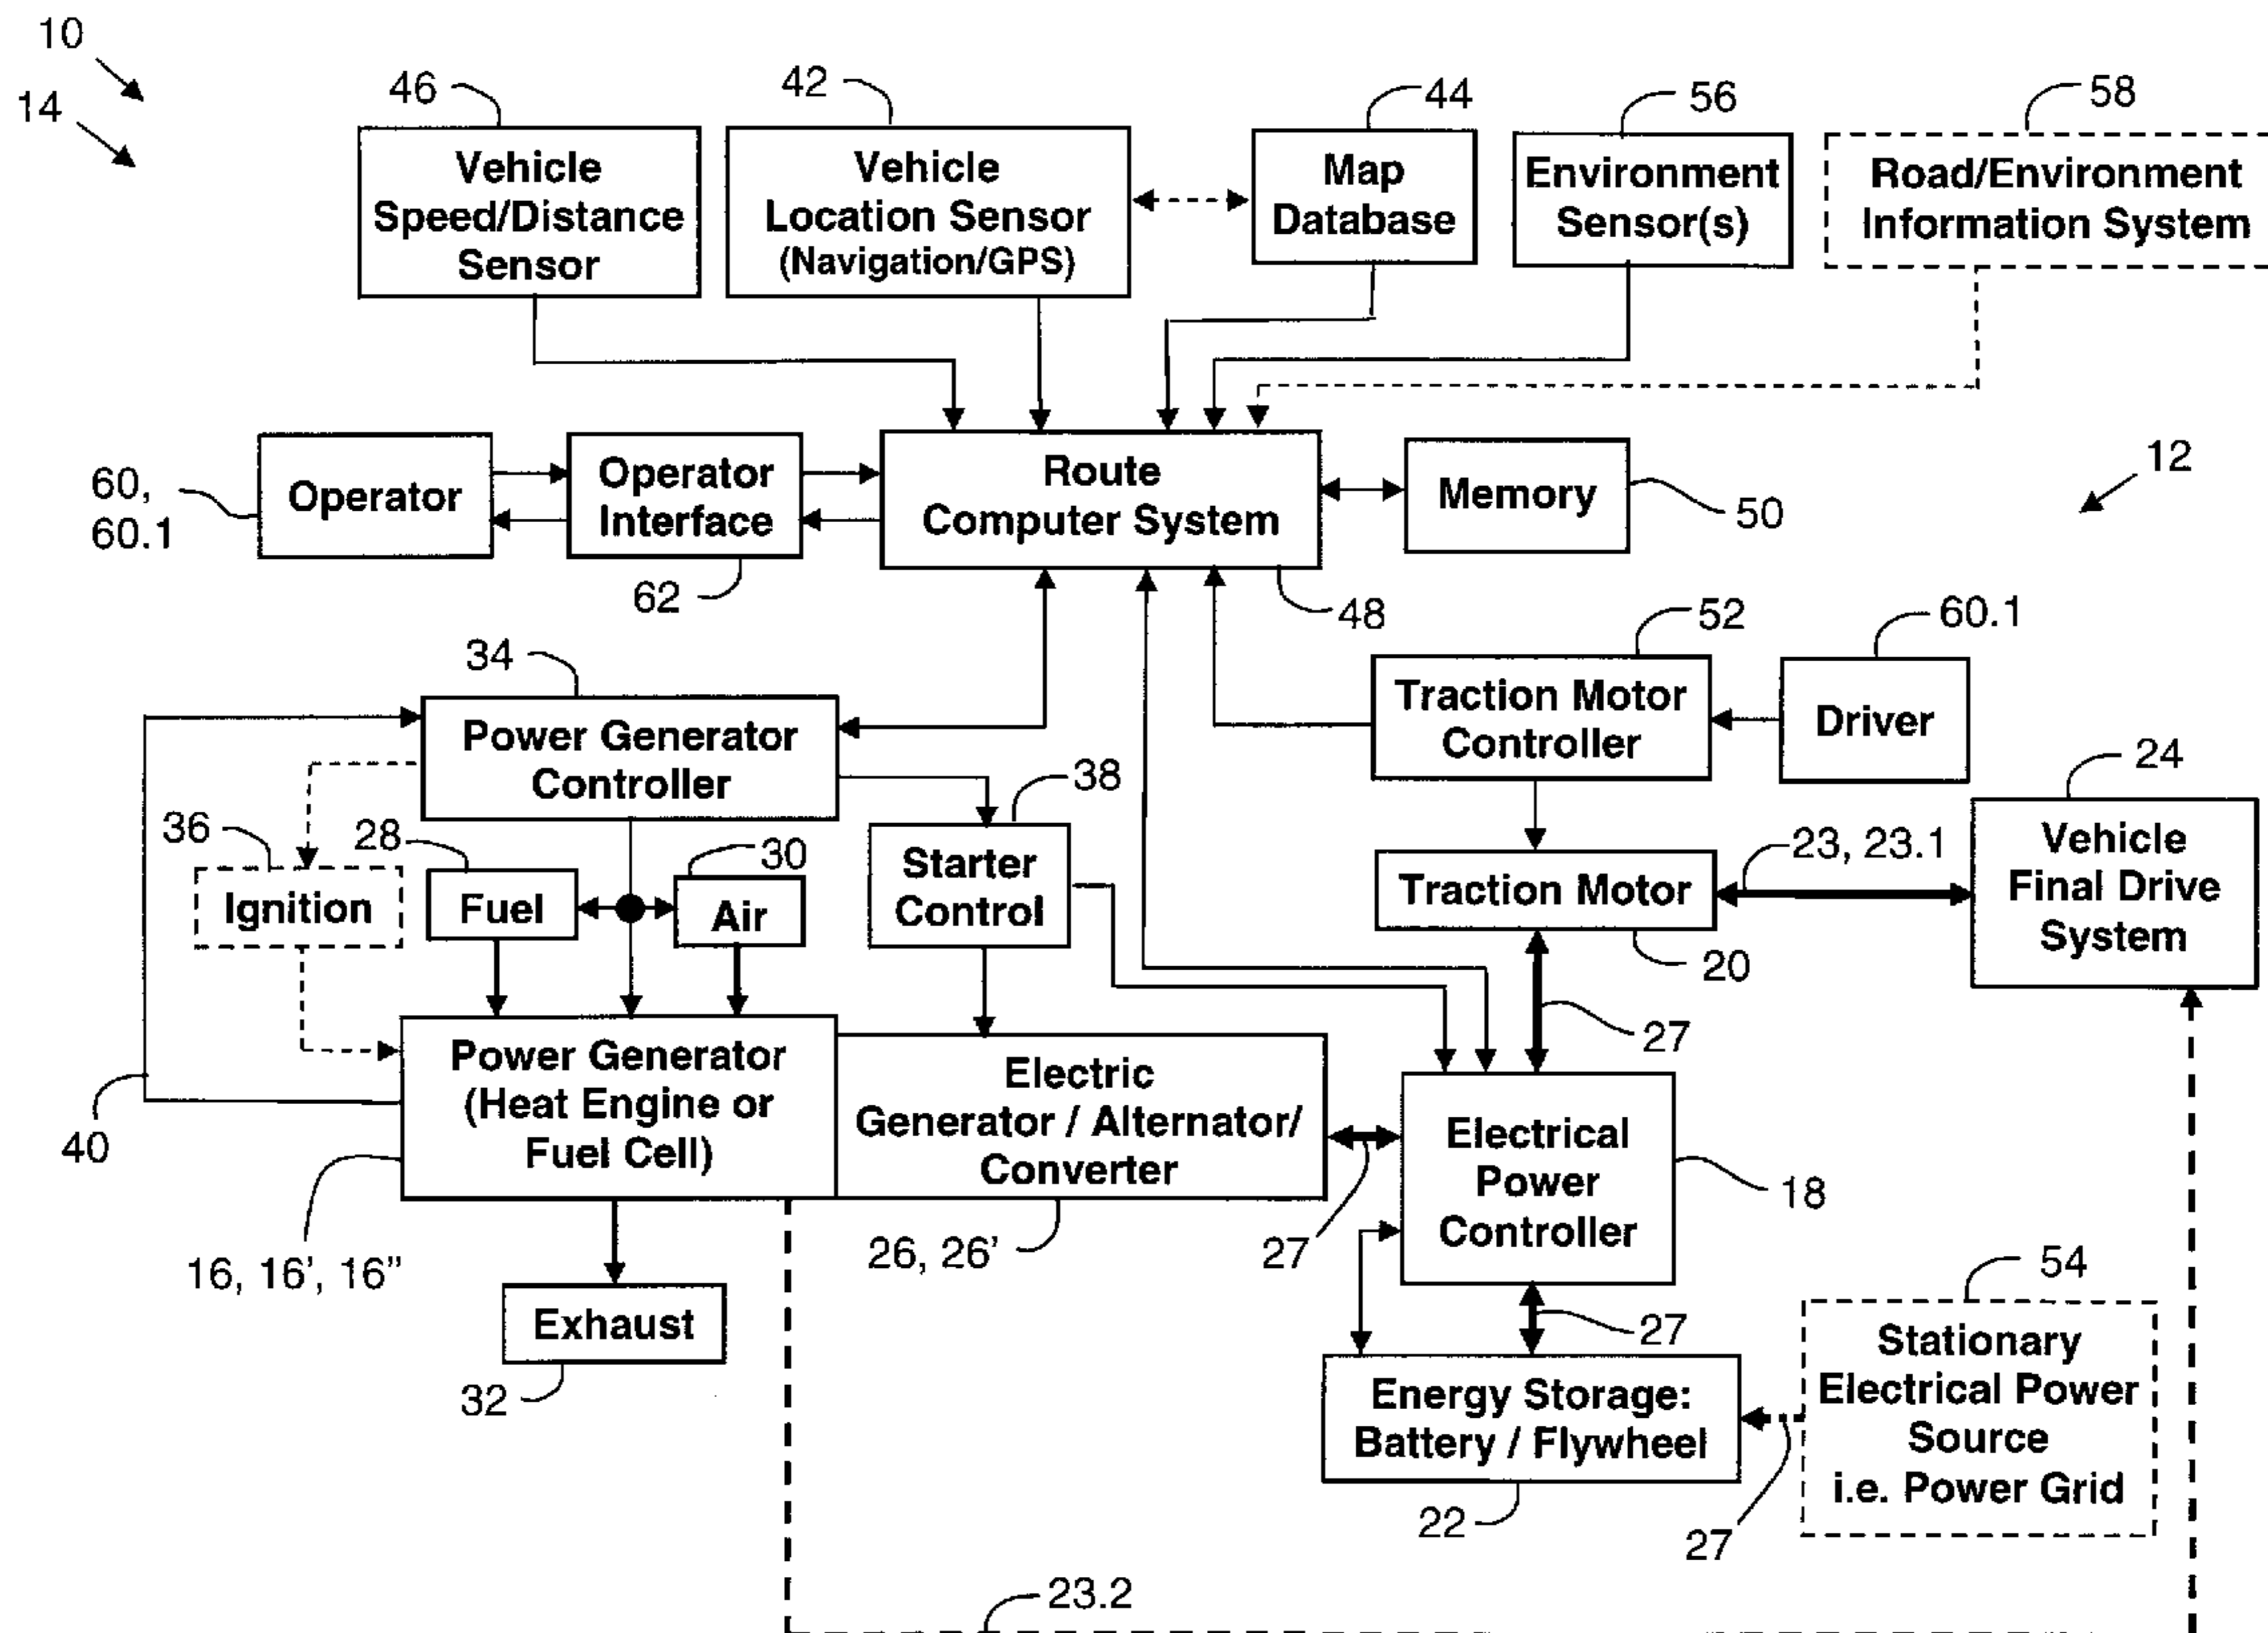 10
14
46
42
44
56
58
Vehicle
Speed/Distance
Sensor
Vehicle
Location Sensor
(Navigation/GPS)
Map
Database
Environment
Sensor(s)
Road/Environment
Information System
60,
60.1
Operator
Operator
Interface
62
Route
Computer System
48
Memory
50
12
34
Power Generator
Controller
52
Traction Motor
Controller
60.1
Driver
36
Ignition
28
Fuel
30
Air
38
Starter
Control
Traction Motor
20
23, 23.1
24
Vehicle
Final Drive
System
27
40
Power Generator
(Heat Engine or
Fuel Cell)
16, 16', 16"
Electric
Generator / Alternator/
Converter
26, 26'
27
Electrical
Power
Controller
18
Exhaust
32
27
Energy Storage:
Battery / Flywheel
22
27
54
Stationary
Electrical Power
Source
i.e. Power Grid
23.2